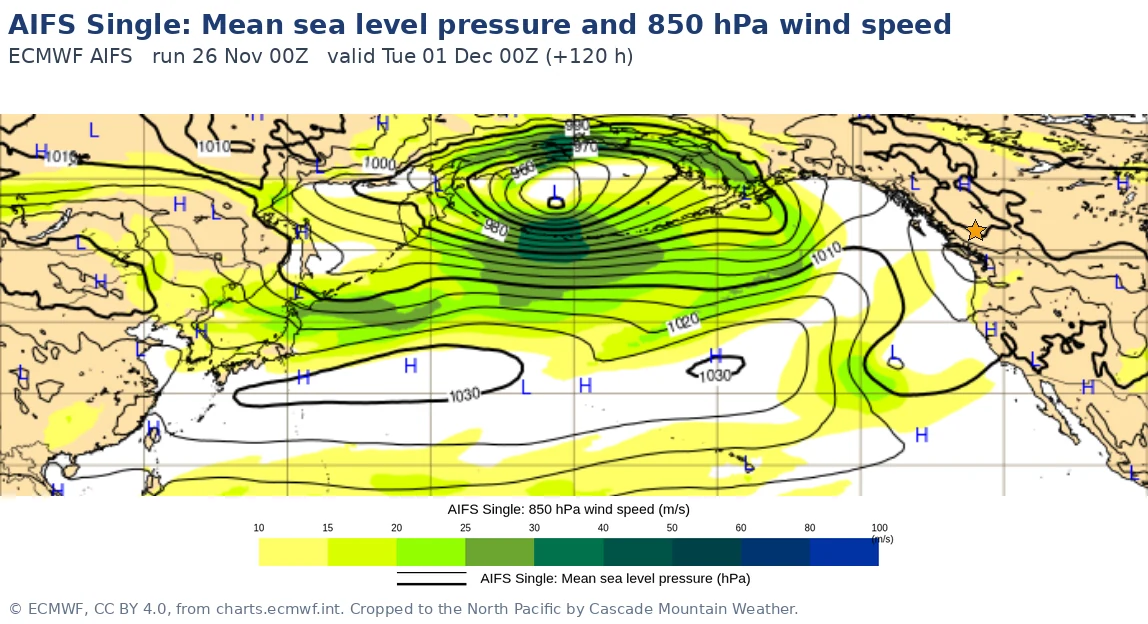 AIFS Single: Mean sea level pressure and 850 hPa wind speed
ECMWF AIFS run 26 Nov 00Z valid Tue 01 Dec 00Z (+120 h)
990
970
1010
1010
1000
960
980
1010
1020
1030
1030
L
H
H
H
L
L
H
L
L
H
L
H
H
L
H
L
H
L
L
H
L
H
H
L
H
L
H
H
L
H
H
L
H
L
L
H
AIFS Single: 850 hPa wind speed (m/s)
10 15 20 25 30 40 50 60 80 100
(m/s)
AIFS Single: Mean sea level pressure (hPa)
© ECMWF, CC BY 4.0, from charts.ecmwf.int. Cropped to the North Pacific by Cascade Mountain Weather.